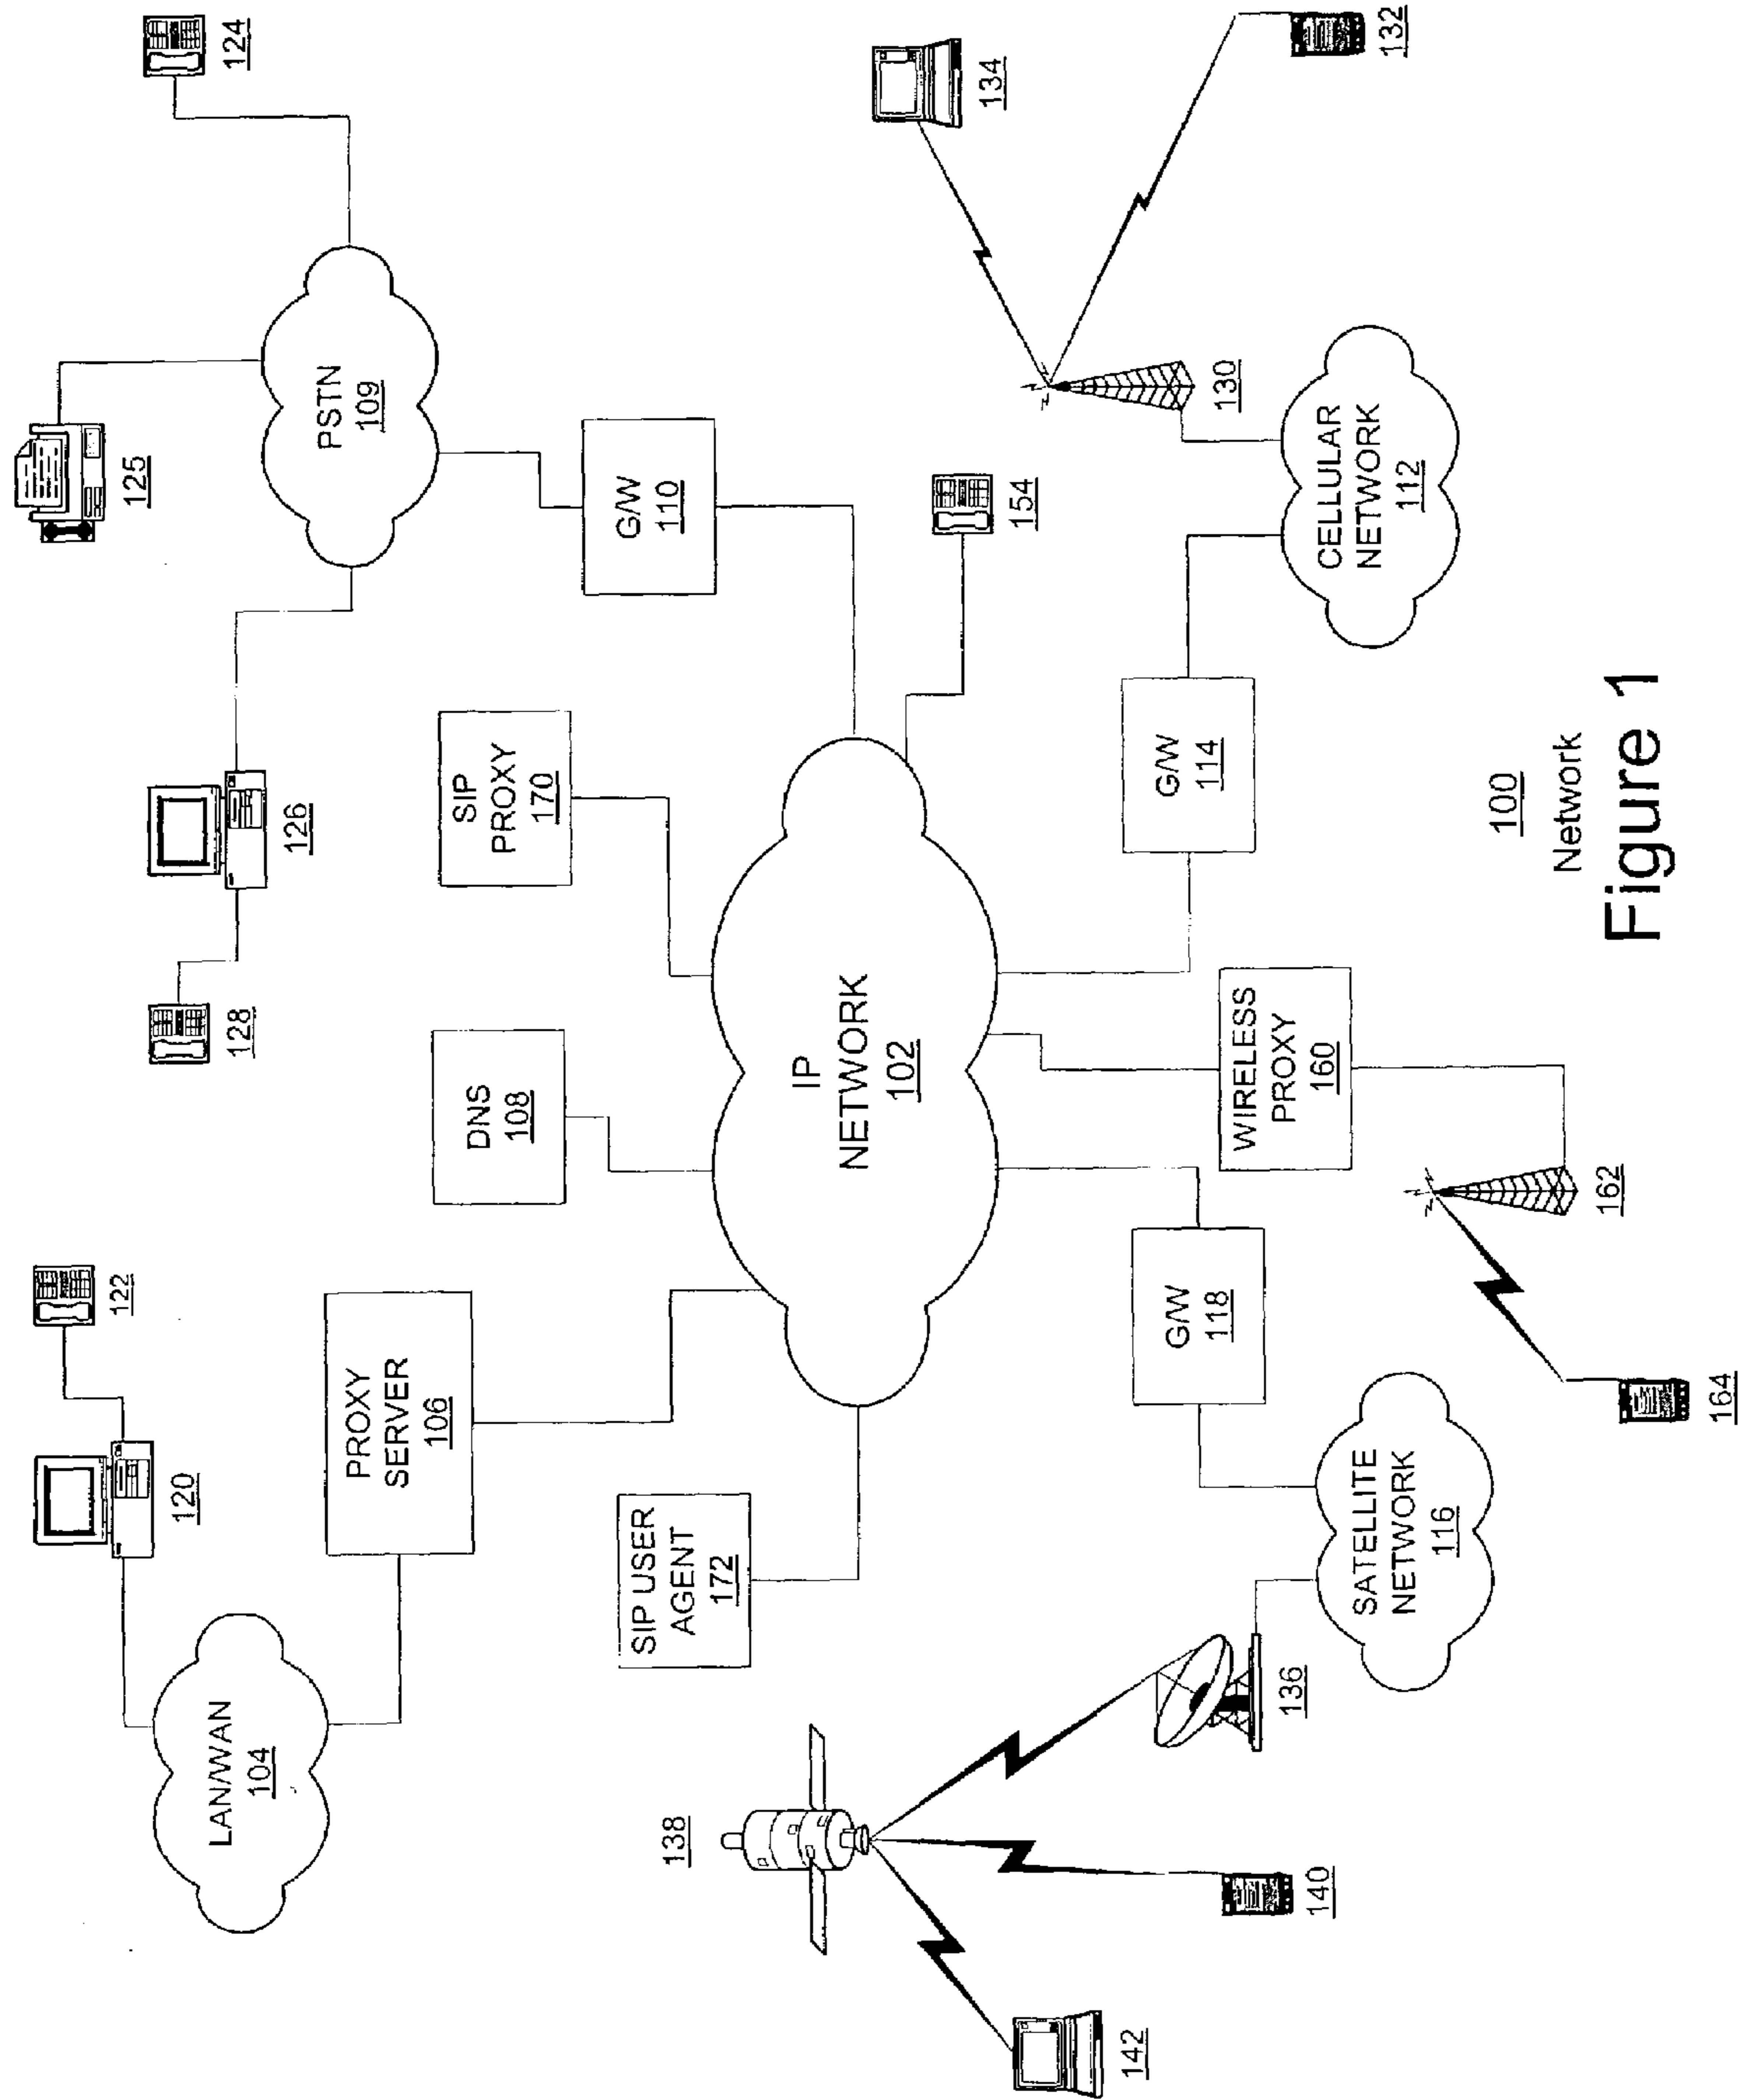 LAN/WAN
104
120
122
PROXY
SERVER
106
128
126
125
124
PSTN
109
138
SIP USER
AGENT
172
DNS
108
SIP
PROXY
170
G/W
110
IP
NETWORK
102
154
134
142
140
136
SATELLITE
NETWORK
116
G/W
118
WIRELESS
PROXY
160
G/W
114
CELLULAR
NETWORK
112
130
132
164
162
100
Network
Figure 1